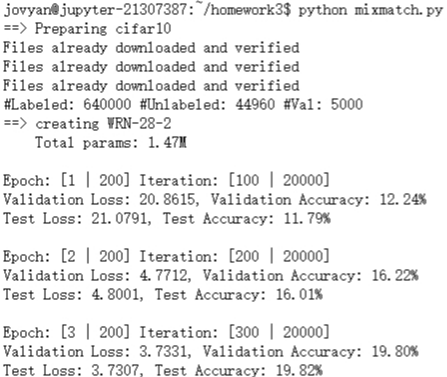 jovyan@jupyter-21307387:~/homework3$ python mixmatch.py
==> Preparing cifar10
Files already downloaded and verified
Files already downloaded and verified
Files already downloaded and verified
#Labeled: 640000 #Unlabeled: 44960 #Val: 5000
==> creating WRN-28-2
    Total params: 1.47M

Epoch: [1 | 200] Iteration: [100 | 20000]
Validation Loss: 20.8615, Validation Accuracy: 12.24%
Test Loss: 21.0791, Test Accuracy: 11.79%

Epoch: [2 | 200] Iteration: [200 | 20000]
Validation Loss: 4.7712, Validation Accuracy: 16.22%
Test Loss: 4.8001, Test Accuracy: 16.01%

Epoch: [3 | 200] Iteration: [300 | 20000]
Validation Loss: 3.7331, Validation Accuracy: 19.80%
Test Loss: 3.7307, Test Accuracy: 19.82%